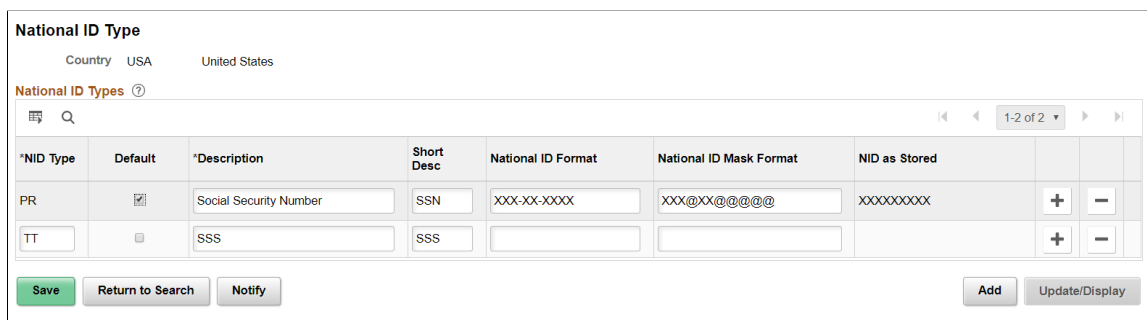 National ID Type
Country USA United States
National ID Types ?
1-2 of 2
*NID Type Default *Description Short Desc National ID Format National ID Mask Format NID as Stored
PR Social Security Number SSN XXX-XX-XXXX XXX@XX@@@@@ XXXXXXXXX + −
TT SSS SSS + −
Save Return to Search Notify Add Update/Display